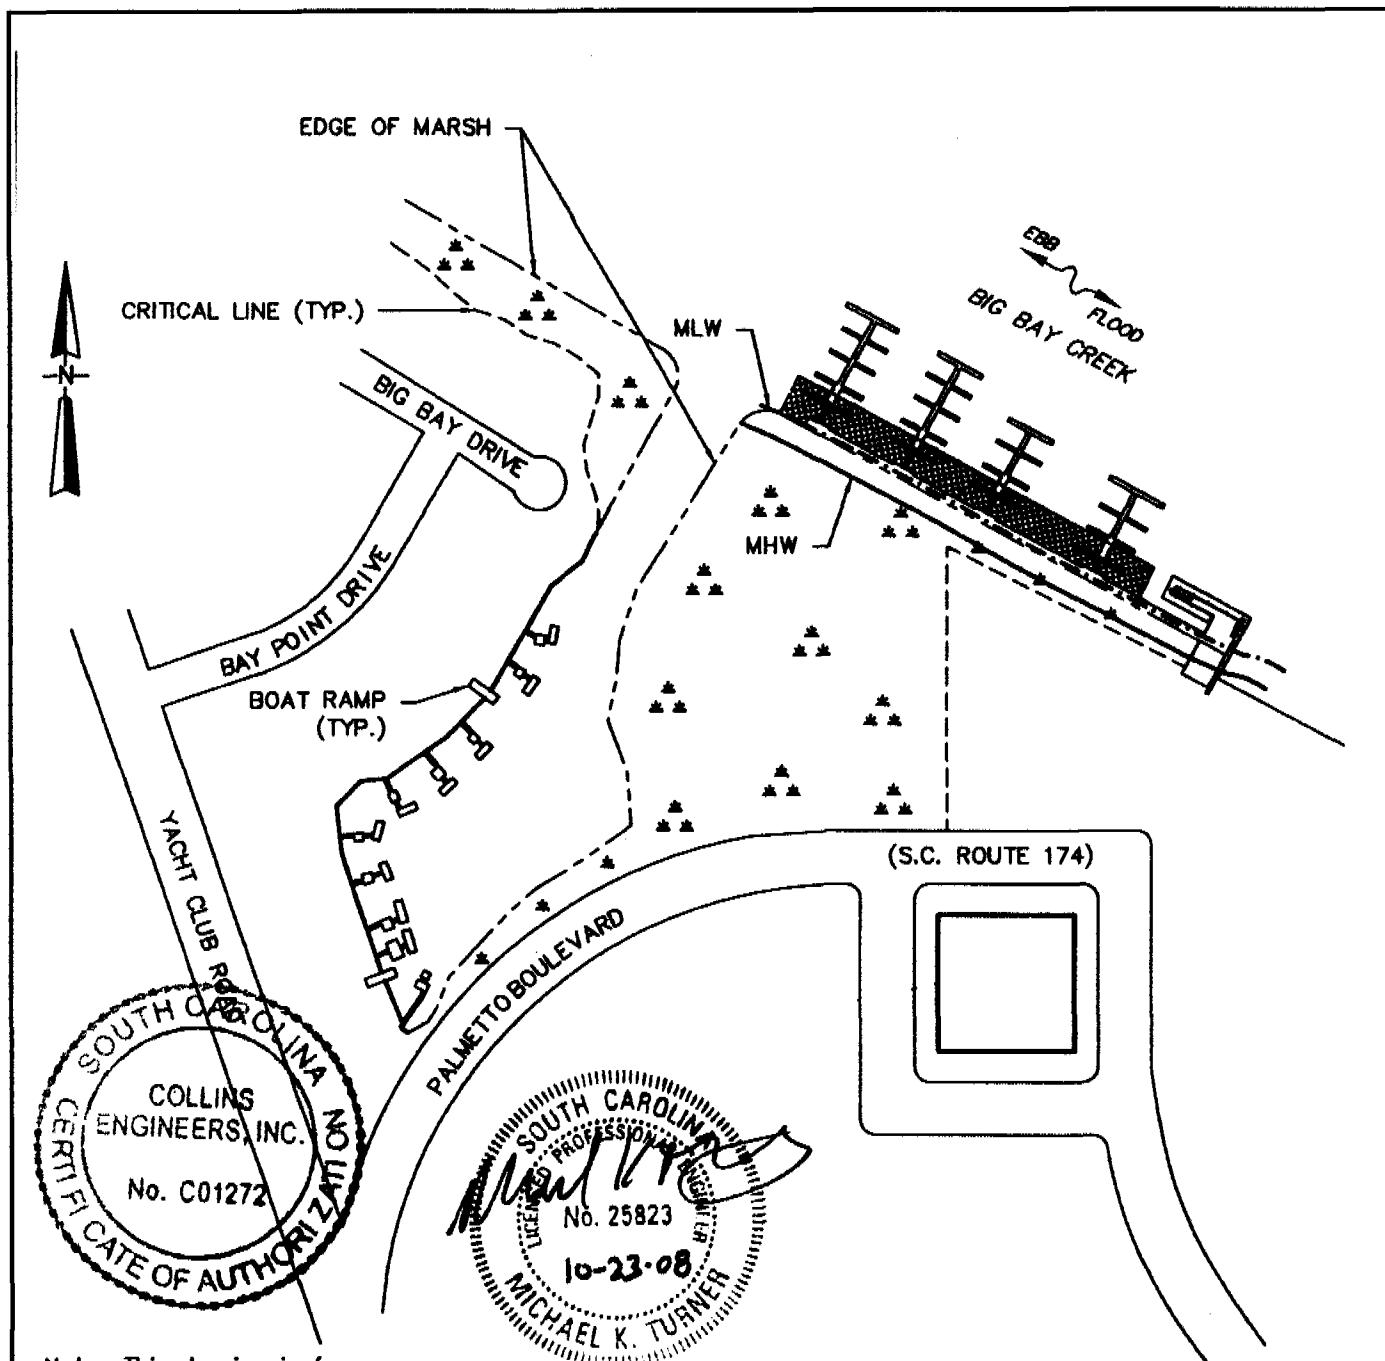 EDGE OF MARSH
EBB
FLOOD
BIG BAY CREEK
CRITICAL LINE (TYP.)
MLW
N
BIG BAY DRIVE
MHW
BAY POINT DRIVE
BOAT RAMP
(TYP.)
YACHT CLUB ROAD
(S.C. ROUTE 174)
PALMETTO BOULEVARD
SOUTH CAROLINA
COLLINS
ENGINEERS, INC.
No. C01272
CERTIFICATE OF AUTHORIZATION
SOUTH CAROLINA
LICENSED PROFESSIONAL ENGINEER
No. 25823
10-23-08
MICHAEL K. TURNER